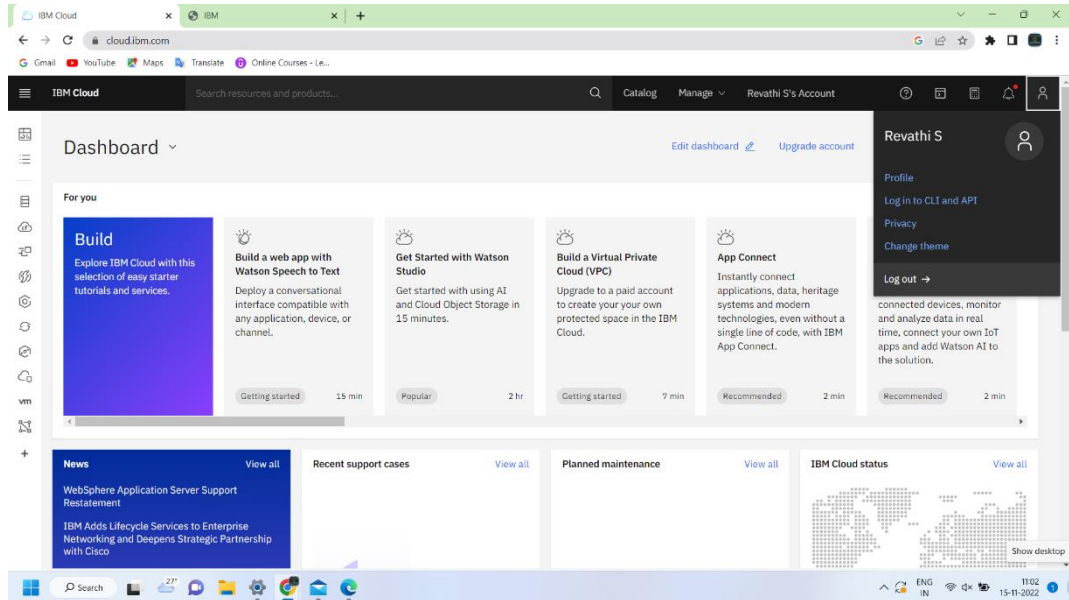 IBM Cloud
IBM
cloud.ibm.com
Gmail
YouTube
Maps
Translate
Online Courses - Le...
IBM Cloud
Search resources and products...
Catalog
Manage
Revathi S's Account
Dashboard
Edit dashboard
Upgrade account
Revathi S
Profile
Log in to CLI and API
Privacy
Change theme
Log out →
For you
Build
Explore IBM Cloud with this
selection of easy starter
tutorials and services.
Build a web app with
Watson Speech to Text
Deploy a conversational
interface compatible with
any application, device, or
channel.
Getting started
15 min
Get Started with Watson
Studio
Get started with using AI
and Cloud Object Storage in
15 minutes.
Popular
2 hr
Build a Virtual Private
Cloud (VPC)
Upgrade to a paid account
to create your your own
protected space in the IBM
Cloud.
Getting started
7 min
App Connect
Instantly connect
applications, data, heritage
systems and modern
technologies, even without a
single line of code, with IBM
App Connect.
Recommended
2 min
connected devices, monitor
and analyze data in real
time, connect your own IoT
apps and add Watson AI to
the solution.
Recommended
2 min
vm
News
View all
WebSphere Application Server Support
Restatement
IBM Adds Lifecycle Services to Enterprise
Networking and Deepens Strategic Partnership
with Cisco
Recent support cases
View all
Planned maintenance
View all
IBM Cloud status
View all
Show desktop
Search
27°
ENG
IN
11:02
15-11-2022